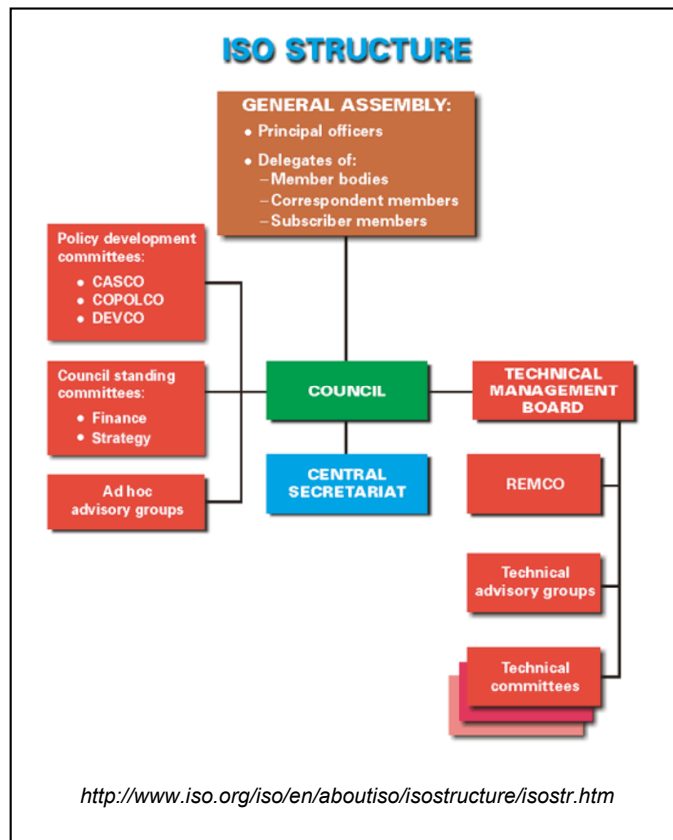 ISO STRUCTURE
GENERAL ASSEMBLY:
• Principal officers
• Delegates of:
– Member bodies
– Correspondent members
– Subscriber members
Policy development
committees:
• CASCO
• COPOLCO
• DEVCO
Council standing
committees:
• Finance
• Strategy
Ad hoc
advisory groups
COUNCIL
CENTRAL
SECRETARIAT
TECHNICAL
MANAGEMENT
BOARD
REMCO
Technical
advisory groups
Technical
committees
http://www.iso.org/iso/en/aboutiso/isostructure/isostr.htm